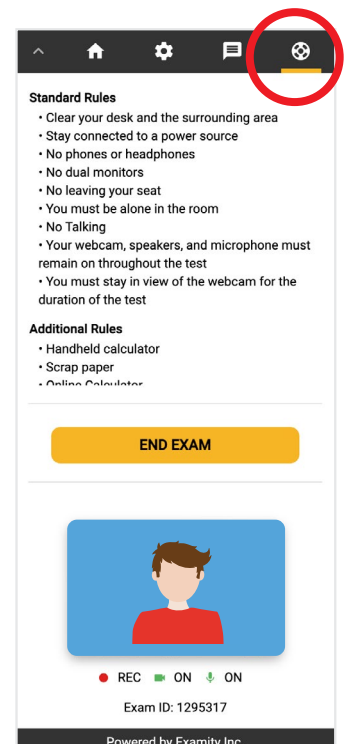 Standard Rules
• Clear your desk and the surrounding area
• Stay connected to a power source
• No phones or headphones
• No dual monitors
• No leaving your seat
• You must be alone in the room
• No Talking
• Your webcam, speakers, and microphone must
remain on throughout the test
• You must stay in view of the webcam for the
duration of the test
Additional Rules
• Handheld calculator
• Scrap paper
• Online Calculator
END EXAM
REC ON ON
Exam ID: 1295317
Powered by Examity Inc